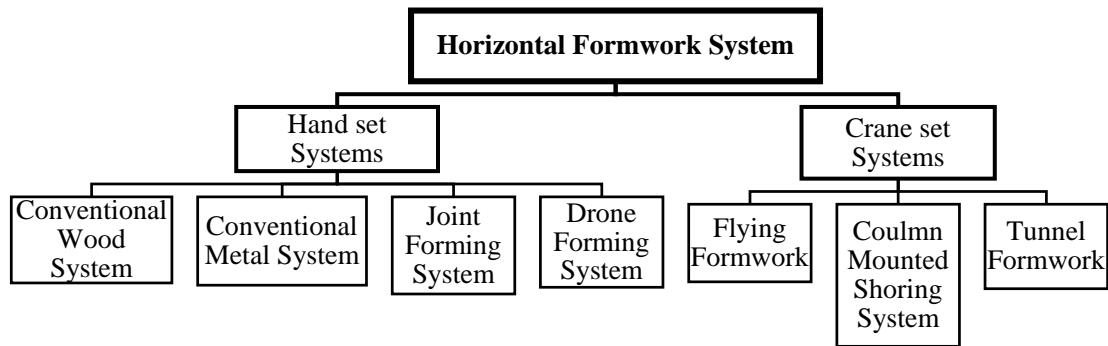 Horizontal Formwork System
Hand set
Systems
Crane set
Systems
Conventional
Wood
System
Conventional
Metal System
Joint
Forming
System
Drone
Forming
System
Flying
Formwork
Coulmn
Mounted
Shoring
System
Tunnel
Formwork